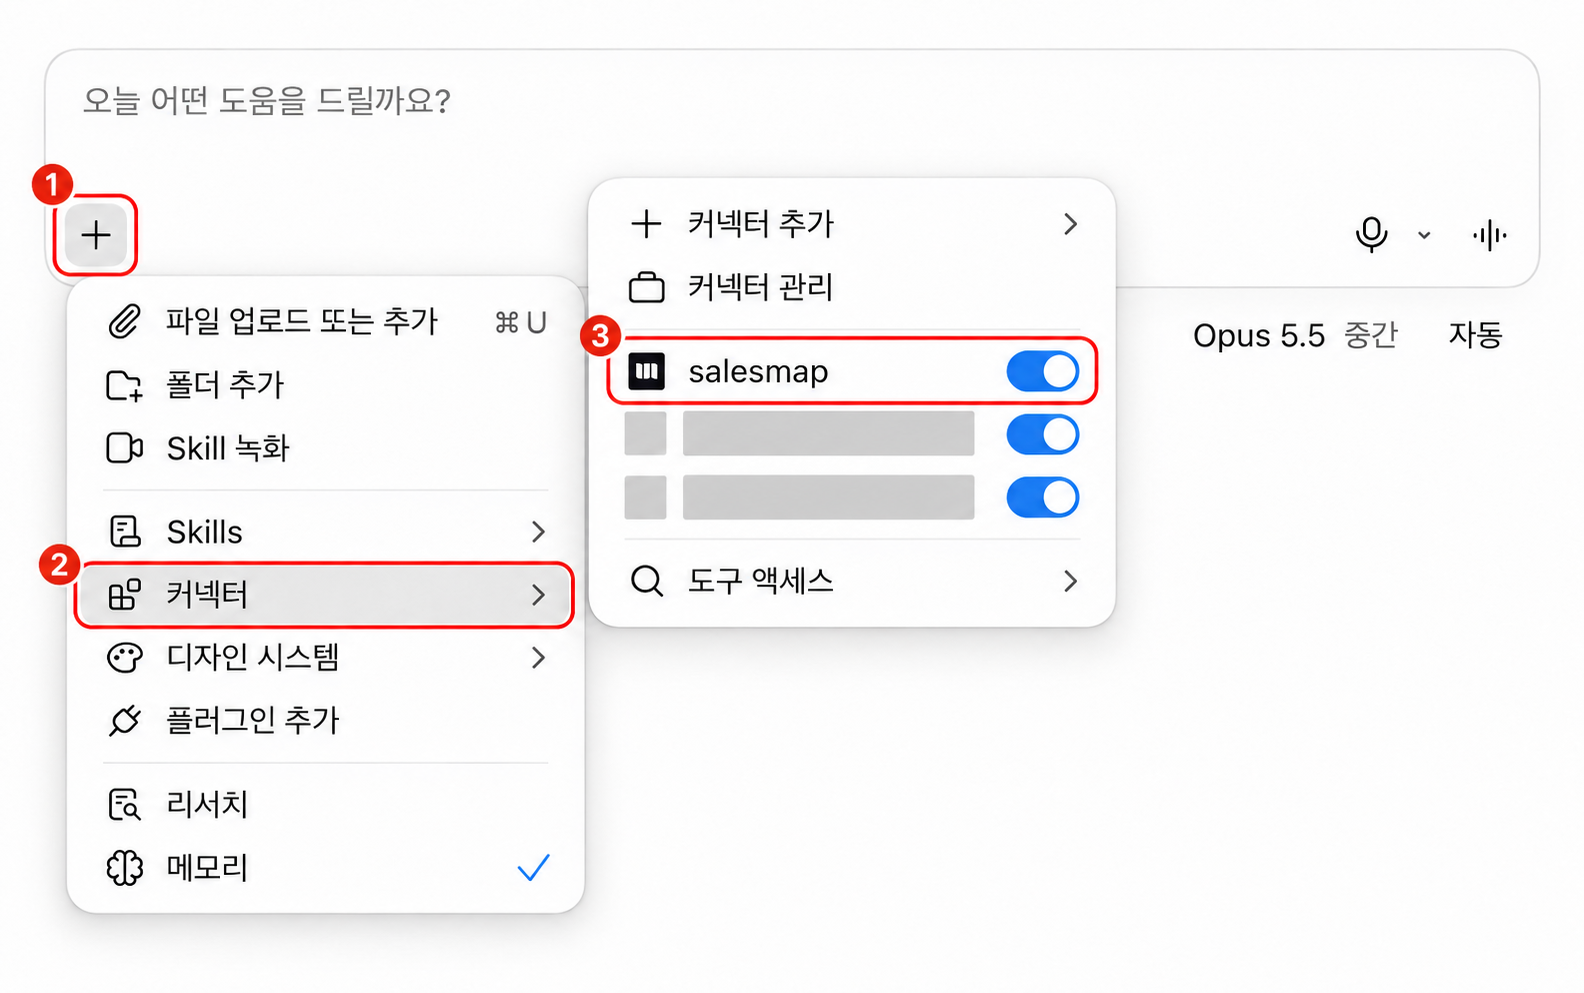 오늘 어떤 도움을 드릴까요?
1
커넥터 추가
커넥터 관리
3
salesmap
도구 액세스
Opus 5.5 중간 자동
파일 업로드 또는 추가 ⌘ U
폴더 추가
Skill 녹화
Skills
2
커넥터
디자인 시스템
플러그인 추가
리서치
메모리